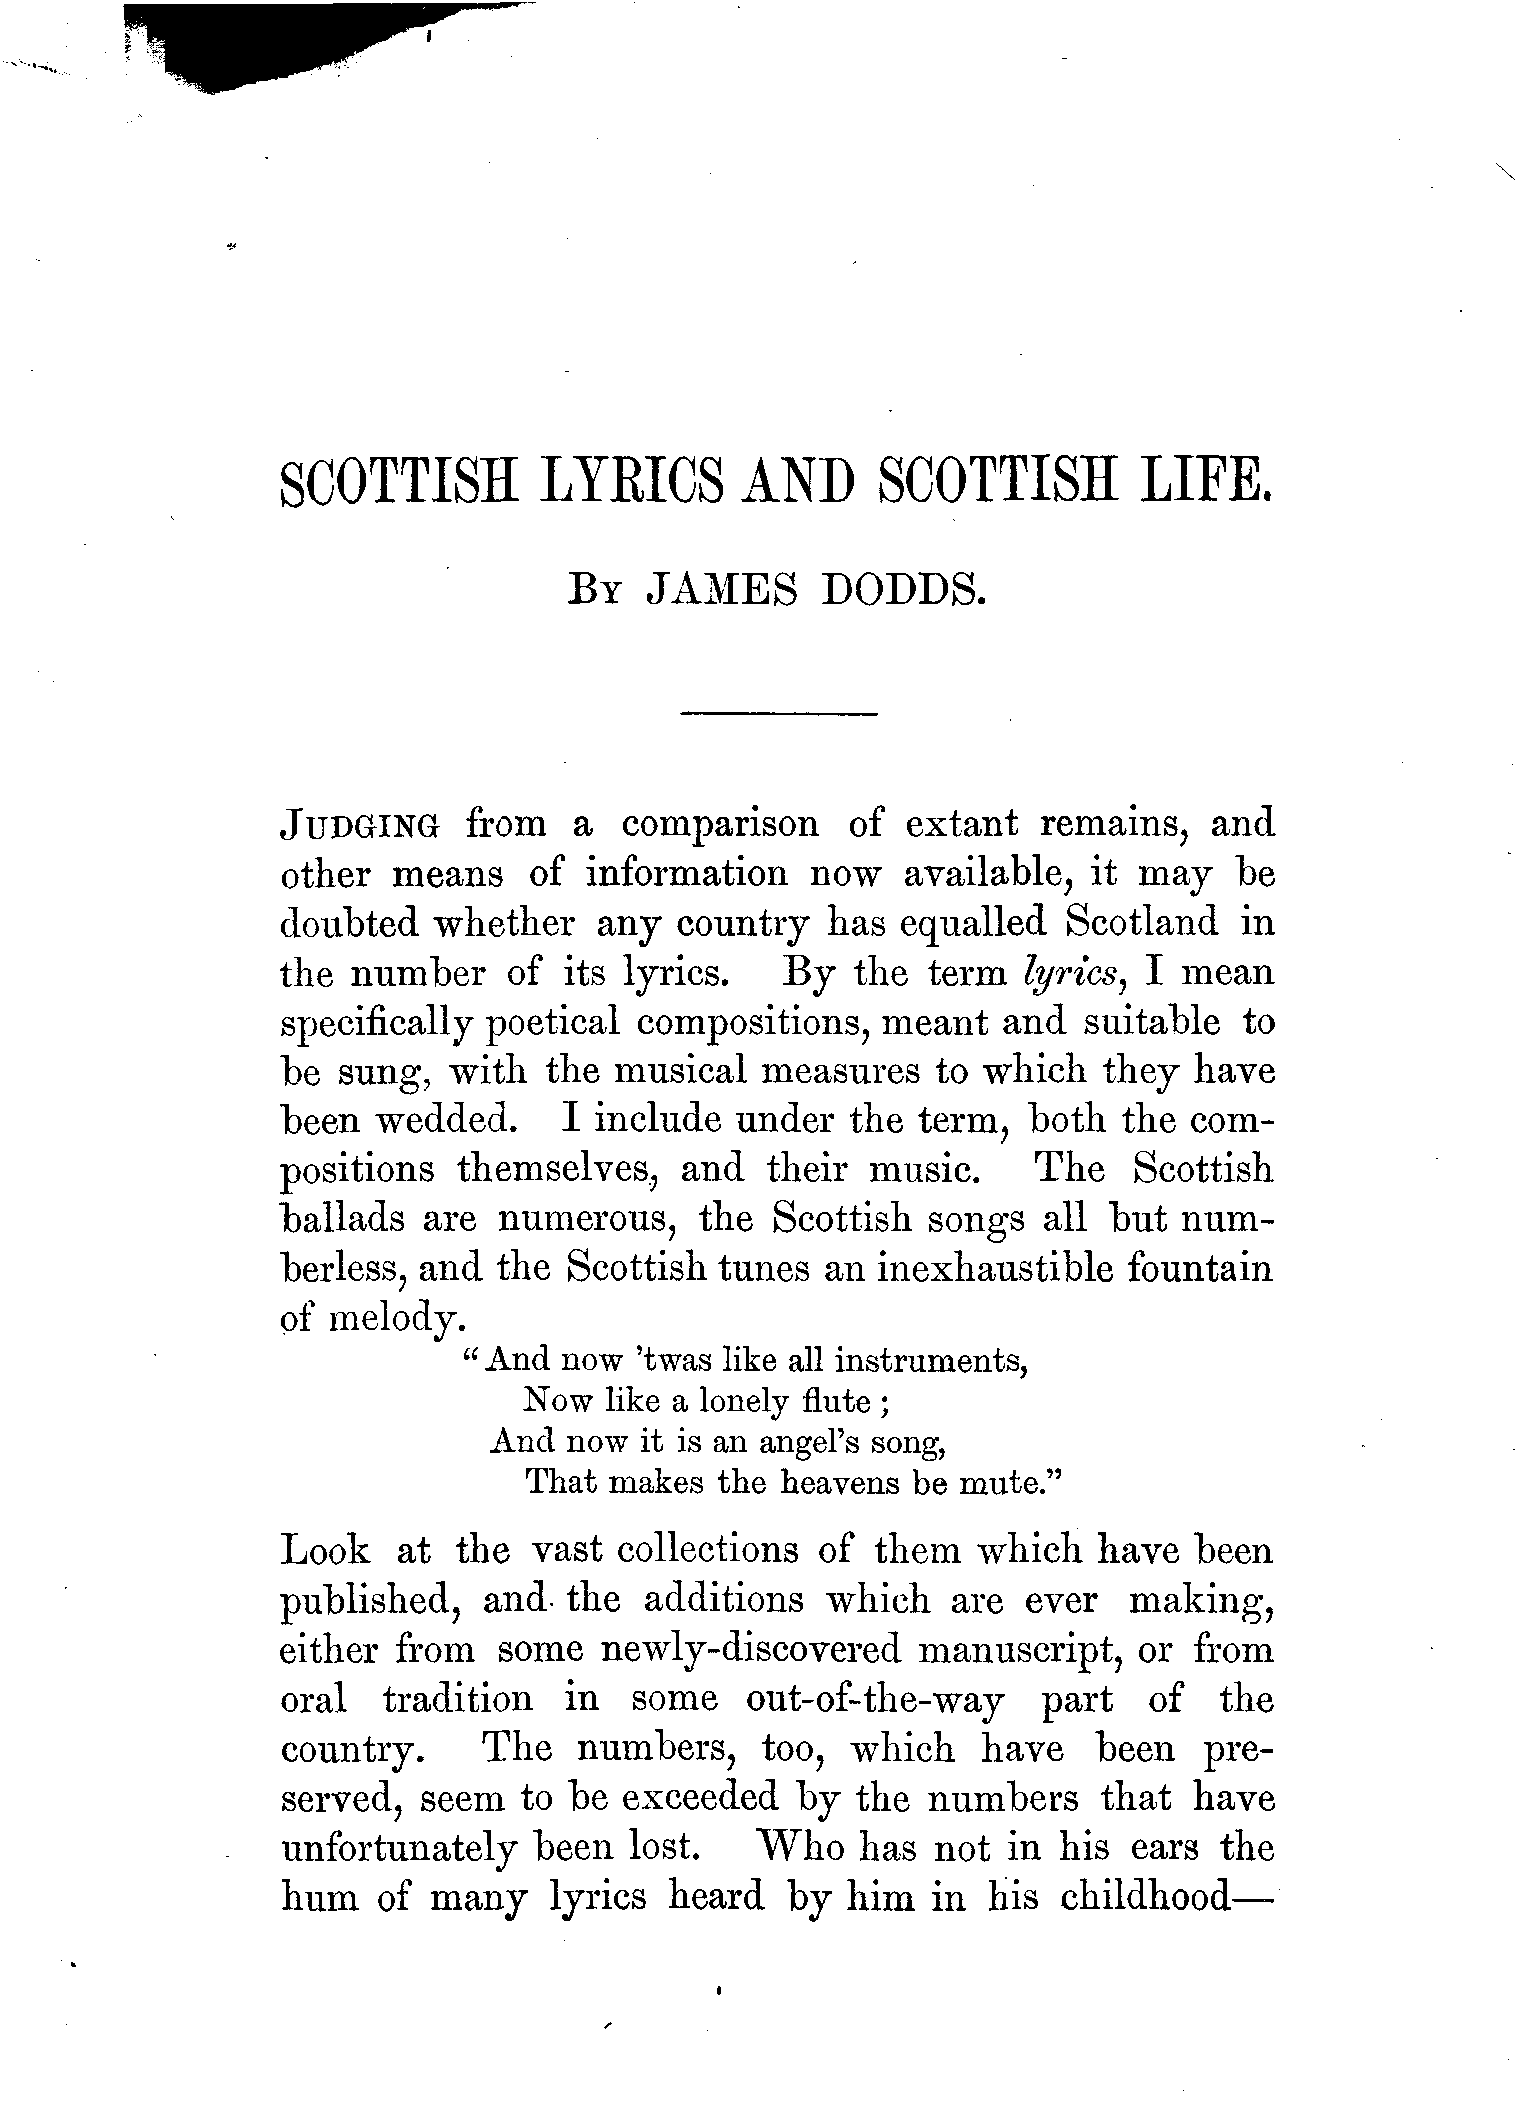 SCOTTISH LYRICS AND SCOTTISH LIFE.
By JAMES DODDS.
JUDGING from a comparison of extant remains, and
other means of information now available, it may be
doubted whether any country has equalled Scotland in
the number of its lyrics. By the term lyrics, I mean
specifically poetical compositions, meant and suitable to
be sung, with the musical measures to which they have
been wedded. I include under the term, both the com-
positions themselves, and their music. The Scottish
ballads are numerous, the Scottish songs all but num-
berless, and the Scottish tunes an inexhaustible fountain
of melody.
“And now ’twas like all instruments,
Now like a lonely flute ;
And now it is an angel’s song,
That makes the heavens be mute.”
Look at the vast collections of them which have been
published, and the additions which are ever making,
either from some newly-discovered manuscript, or from
oral tradition in some out-of-the-way part of the
country. The numbers, too, which have been pre-
served, seem to be exceeded by the numbers that have
unfortunately been lost. Who has not in his ears the
hum of many lyrics heard by him in his childhood—